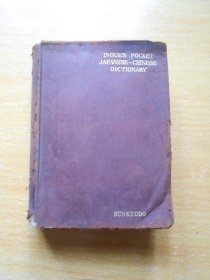 INOUE'S POCKET
JAPANESE-CHINESE
DICTIONARY
BUNKYUDO